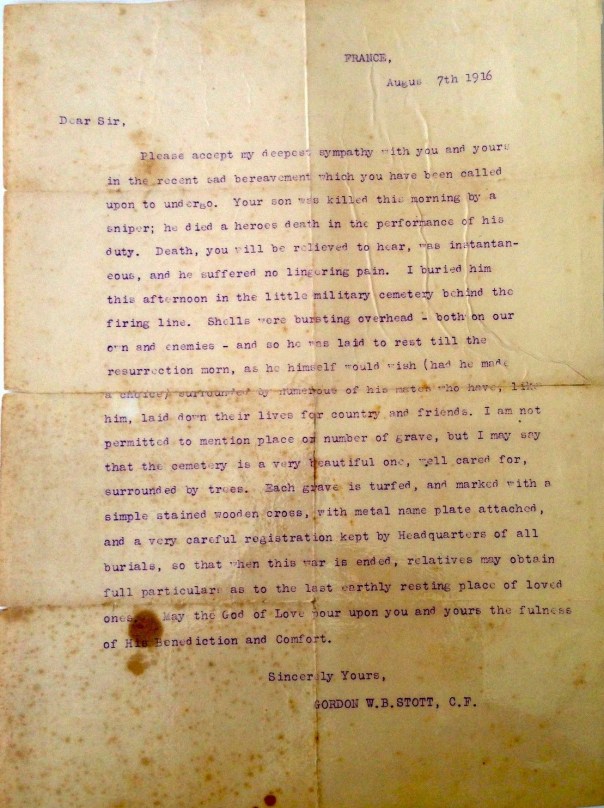 FRANCE,
Augus 7th 1916
Dear Sir,
Please accept my deepest sympathy with you and yours
in the recent sad bereavement which you have been called
upon to undergo. Your son was killed this morning by a
sniper; he died a heroes death in the performance of his
duty. Death, you will be relieved to hear, was instantan-
eous, and he suffered no lingering pain. I buried him
this afternoon in the little military cemetery behind the
firing line. Shells were bursting overhead - both on our
own and enemies - and so he was laid to rest till the
resurrection morn, as he himself would wish (had he made
a choice) surrounded by numerous of his mates who have, like
him, laid down their lives for country and friends. I am not
permitted to mention place or number of grave, but I may say
that the cemetery is a very beautiful one, well cared for,
surrounded by trees. Each grave is turfed, and marked with a
simple stained wooden cross, with metal name plate attached,
and a very careful registration kept by Headquarters of all
burials, so that when this war is ended, relatives may obtain
full particulars as to the last earthly resting place of loved
ones. May the God of Love pour upon you and yours the fulness
of His Benediction and Comfort.
Sincerely Yours,
GORDON W.B.STOTT, C.F.